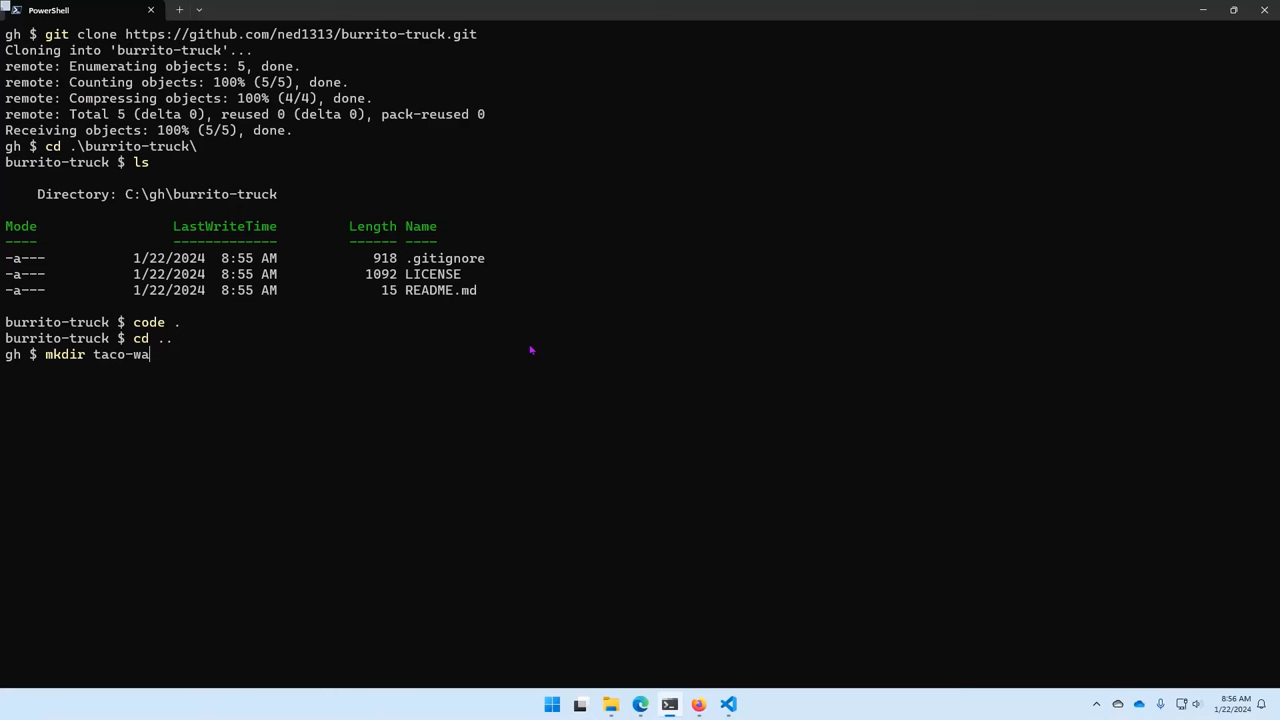 PowerShell
gh $ git clone https://github.com/ned1313/burrito-truck.git
Cloning into 'burrito-truck'...
remote: Enumerating objects: 5, done.
remote: Counting objects: 100% (5/5), done.
remote: Compressing objects: 100% (4/4), done.
remote: Total 5 (delta 0), reused 0 (delta 0), pack-reused 0
Receiving objects: 100% (5/5), done.
gh $ cd .\burrito-truck\
burrito-truck $ ls
Directory: C:\gh\burrito-truck
Mode LastWriteTime Length Name
---- ------------- ------ ----
-a--- 1/22/2024 8:55 AM 918 .gitignore
-a--- 1/22/2024 8:55 AM 1092 LICENSE
-a--- 1/22/2024 8:55 AM 15 README.md
burrito-truck $ code .
burrito-truck $ cd ..
gh $ mkdir taco-wa
8:56 AM
1/22/2024